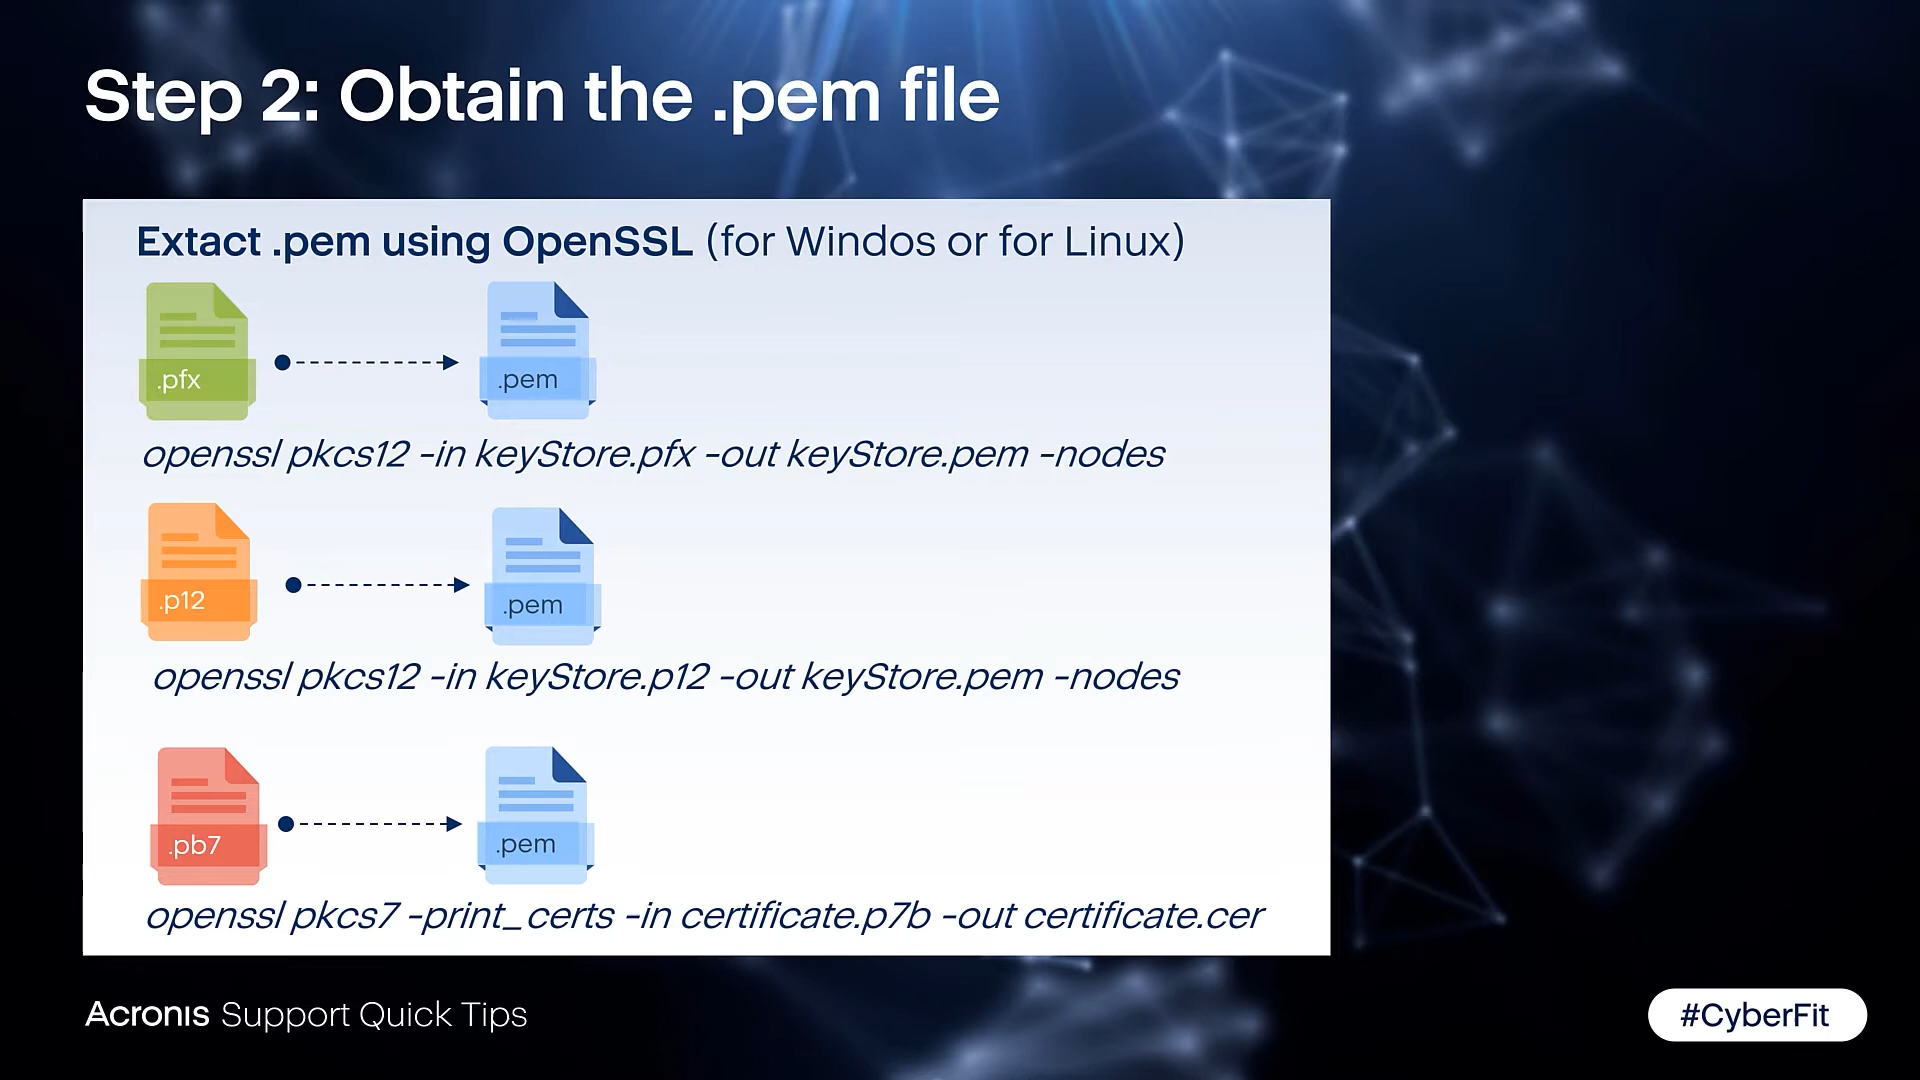 Step 2: Obtain the .pem file
Extact .pem using OpenSSL (for Windos or for Linux)
.pfx
.pem
openssl pkcs12 -in keyStore.pfx -out keyStore.pem -nodes
.p12
.pem
openssl pkcs12 -in keyStore.p12 -out keyStore.pem -nodes
.pb7
.pem
openssl pkcs7 -print_certs -in certificate.p7b -out certificate.cer
Acronis Support Quick Tips
#CyberFit